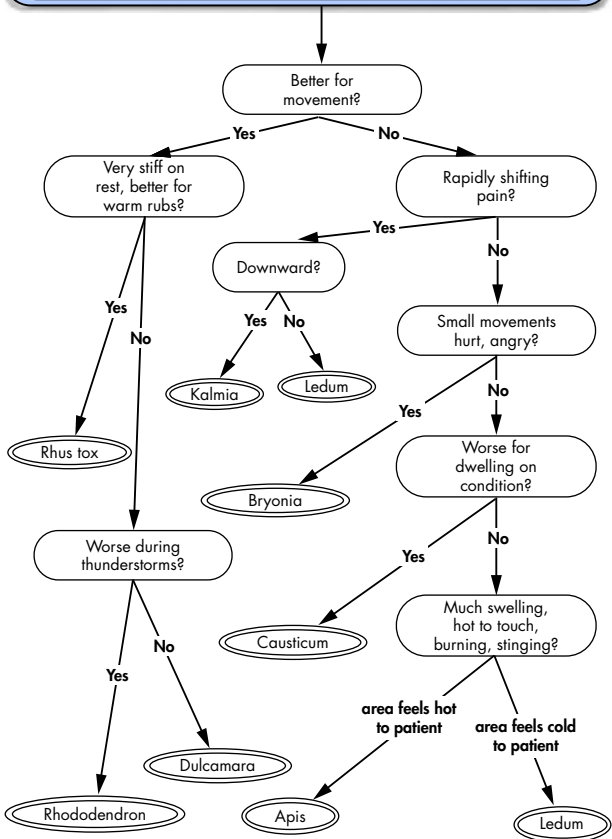 Better for
movement?
Yes
No
Very stiff on
rest, better for
warm rubs?
Rapidly shifting
pain?
Yes
No
Downward?
Yes
No
Small movements
hurt, angry?
Yes
No
Kalmia
Ledum
Yes
No
Rhus tox
Bryonia
Worse for
dwelling on
condition?
Yes
No
Worse during
thunderstorms?
Causticum
Much swelling,
hot to touch,
burning, stinging?
Yes
No
area feels hot
to patient
area feels cold
to patient
Dulcamara
Rhododendron
Apis
Ledum